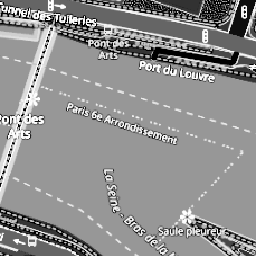 Tunnel des Tuileries
Pont des
Arts
Port du Louvre
Paris 6e Arrondissement
Pont des
Arts
La Seine - Bras de la
Saule pleureur